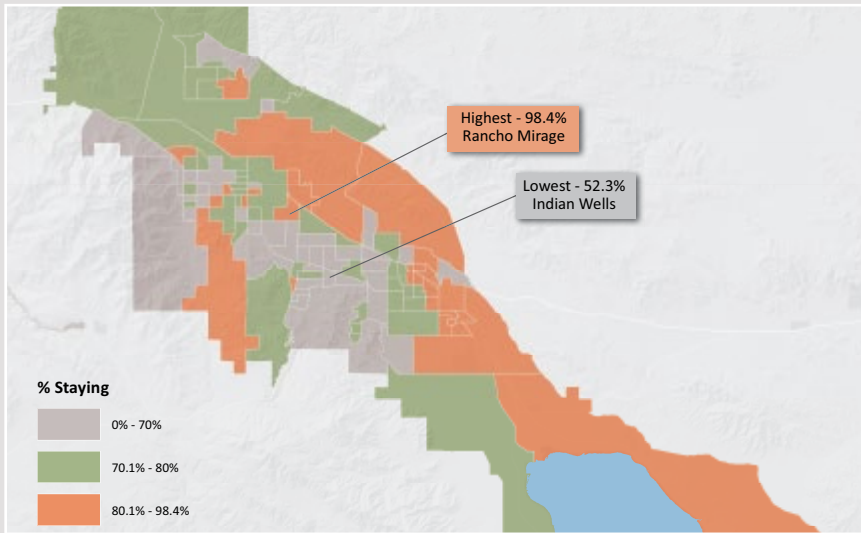 Highest - 98.4%
Rancho Mirage
Lowest - 52.3%
Indian Wells
% Staying
0% - 70%
70.1% - 80%
80.1% - 98.4%